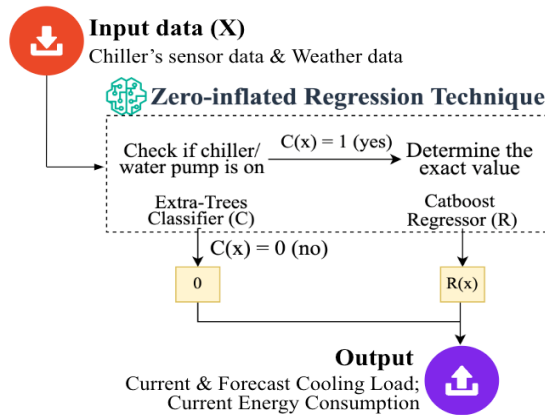 Input data (X)
Chiller's sensor data & Weather data
Zero-inflated Regression Technique
Check if chiller/
water pump is on
C(x) = 1 (yes)
Determine the
exact value
Extra-Trees
Classifier (C)
Catboost
Regressor (R)
C(x) = 0 (no)
0
R(x)
Output
Current & Forecast Cooling Load;
Current Energy Consumption